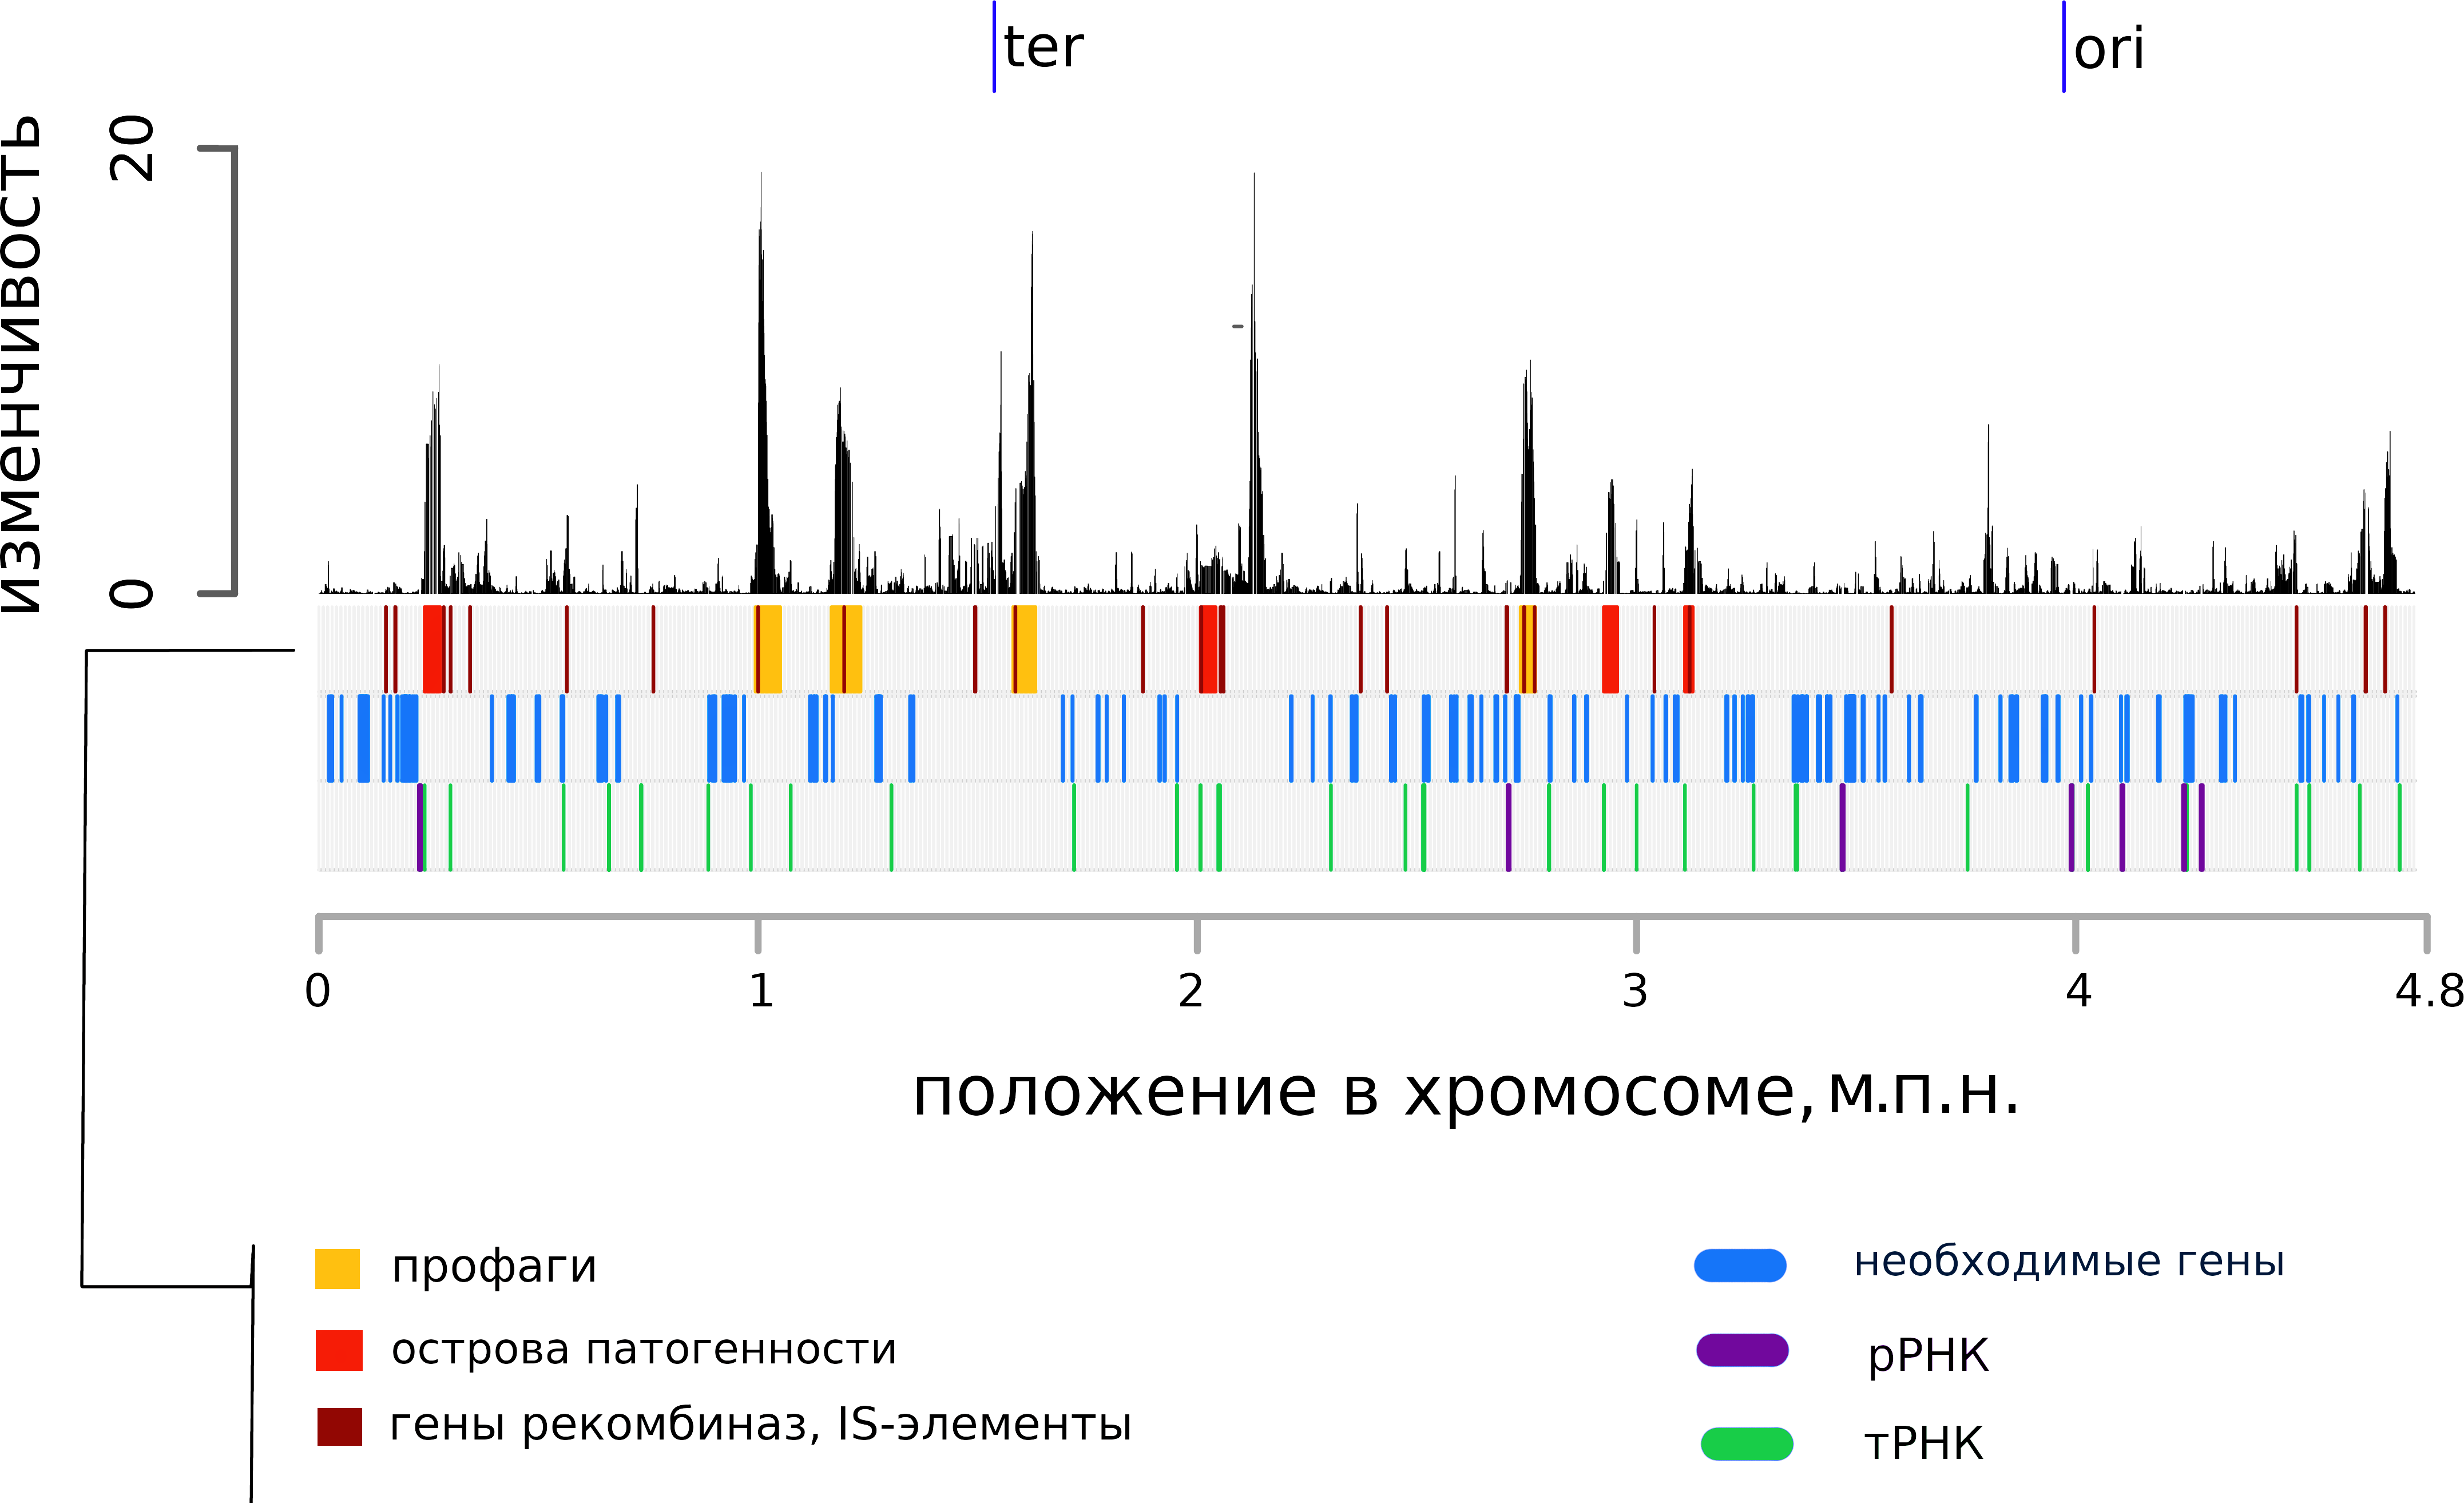 ter
ori
изменчивость
20
0
0
1
2
3
4
4.8
положение в хромосоме, м.п.н.
профаги
острова патогенности
гены рекомбиназ, IS-элементы
необходимые гены
рРНК
тРНК